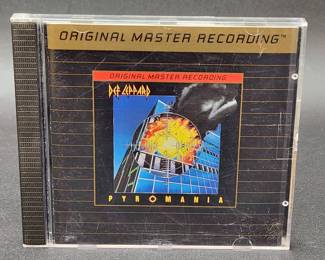 ORIGINAL MASTER RECORDING™
ORIGINAL MASTER RECORDING
DEF LEPPARD
PYROMANIA